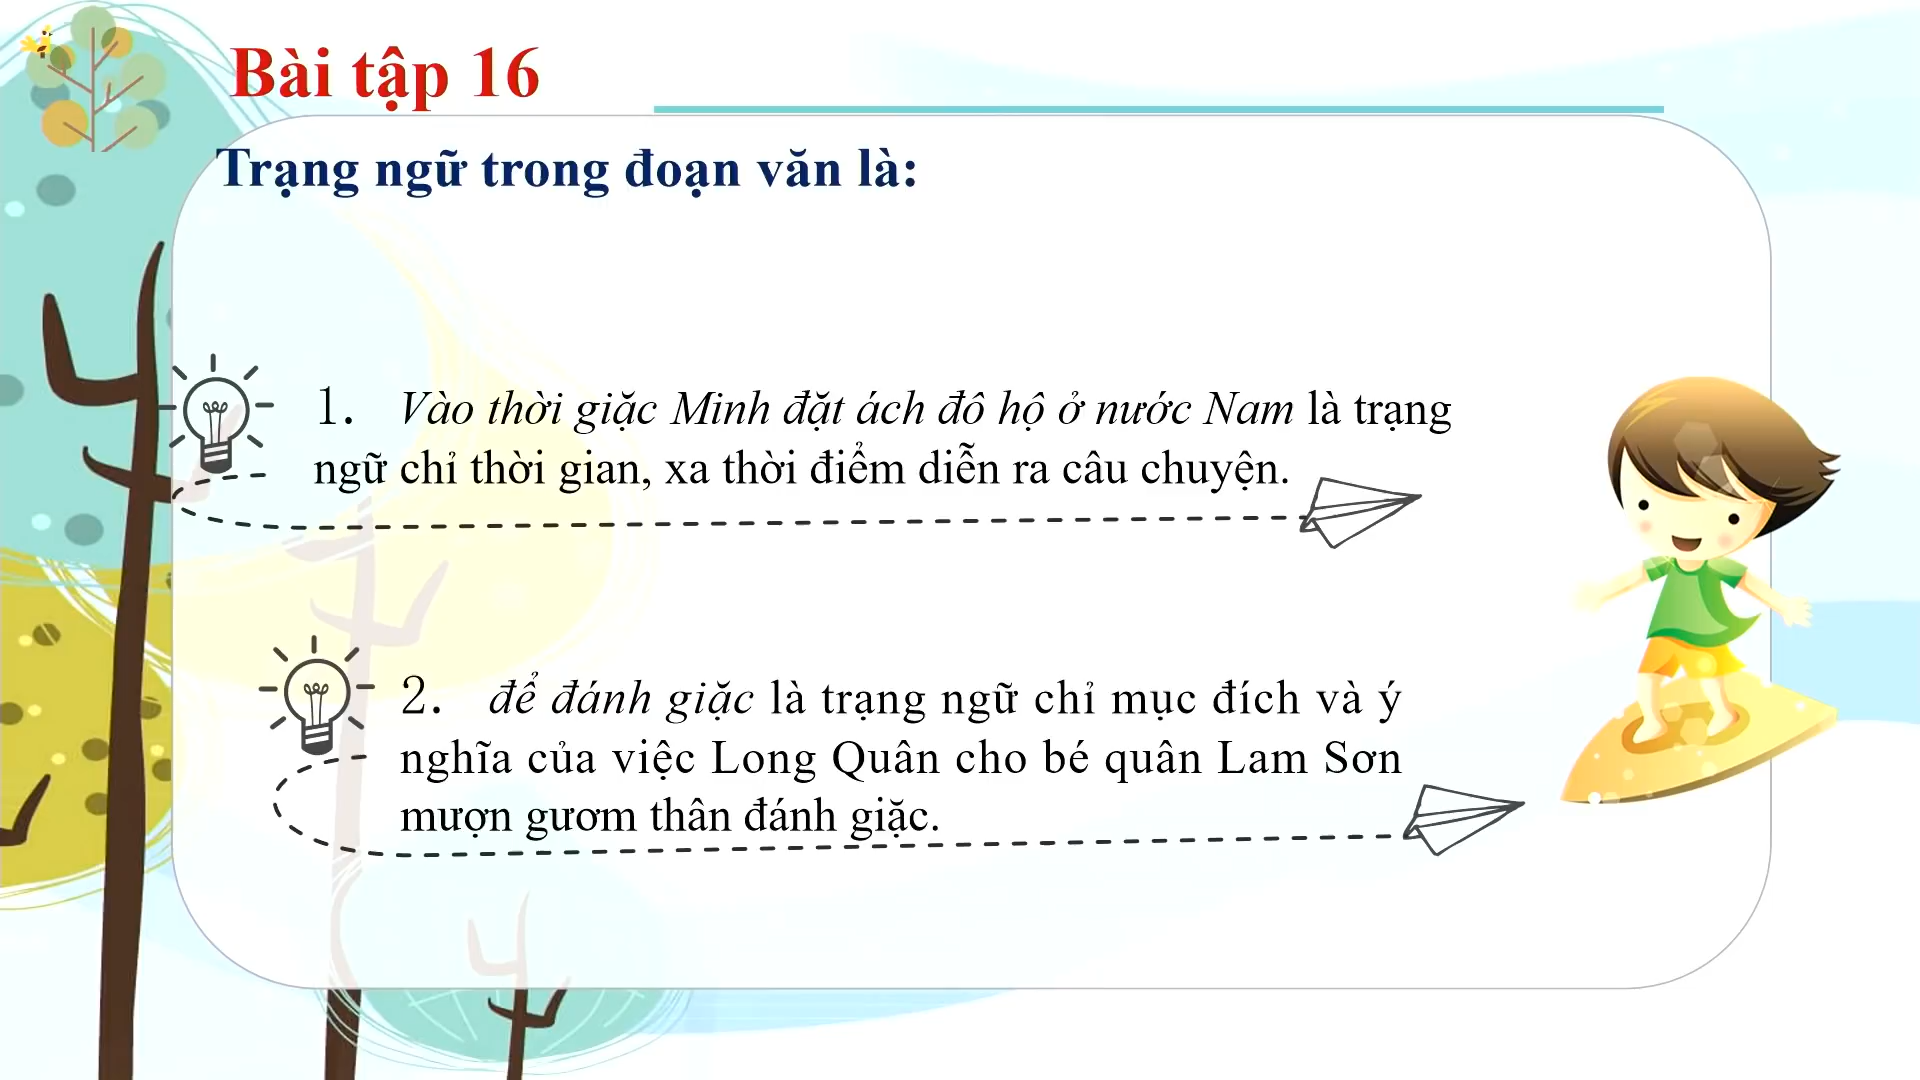 Bài tập 16
Trạng ngữ trong đoạn văn là:
1. Vào thời giặc Minh đặt ách đô hộ ở nước Nam là trạng
ngữ chỉ thời gian, xa thời điểm diễn ra câu chuyện.
2. để đánh giặc là trạng ngữ chỉ mục đích và ý
nghĩa của việc Long Quân cho bé quân Lam Sơn
mượn gươm thân đánh giặc.